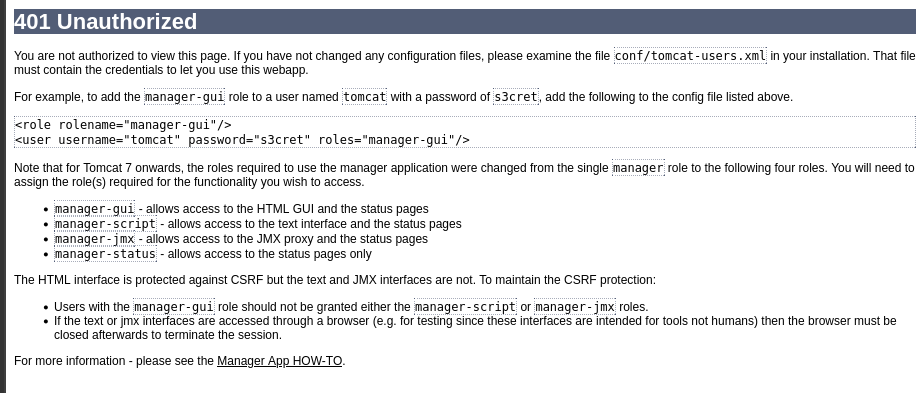 401 Unauthorized
You are not authorized to view this page. If you have not changed any configuration files, please examine the file conf/tomcat-users.xml in your installation. That file
must contain the credentials to let you use this webapp.
For example, to add the manager-gui role to a user named tomcat with a password of s3cret, add the following to the config file listed above.
<role rolename="manager-gui"/>
<user username="tomcat" password="s3cret" roles="manager-gui"/>
Note that for Tomcat 7 onwards, the roles required to use the manager application were changed from the single manager role to the following four roles. You will need to
assign the role(s) required for the functionality you wish to access.
• manager-gui - allows access to the HTML GUI and the status pages
• manager-script - allows access to the text interface and the status pages
• manager-jmx - allows access to the JMX proxy and the status pages
• manager-status - allows access to the status pages only
The HTML interface is protected against CSRF but the text and JMX interfaces are not. To maintain the CSRF protection:
• Users with the manager-gui role should not be granted either the manager-script or manager-jmx roles.
• If the text or jmx interfaces are accessed through a browser (e.g. for testing since these interfaces are intended for tools not humans) then the browser must be
closed afterwards to terminate the session.
For more information - please see the Manager App HOW-TO.